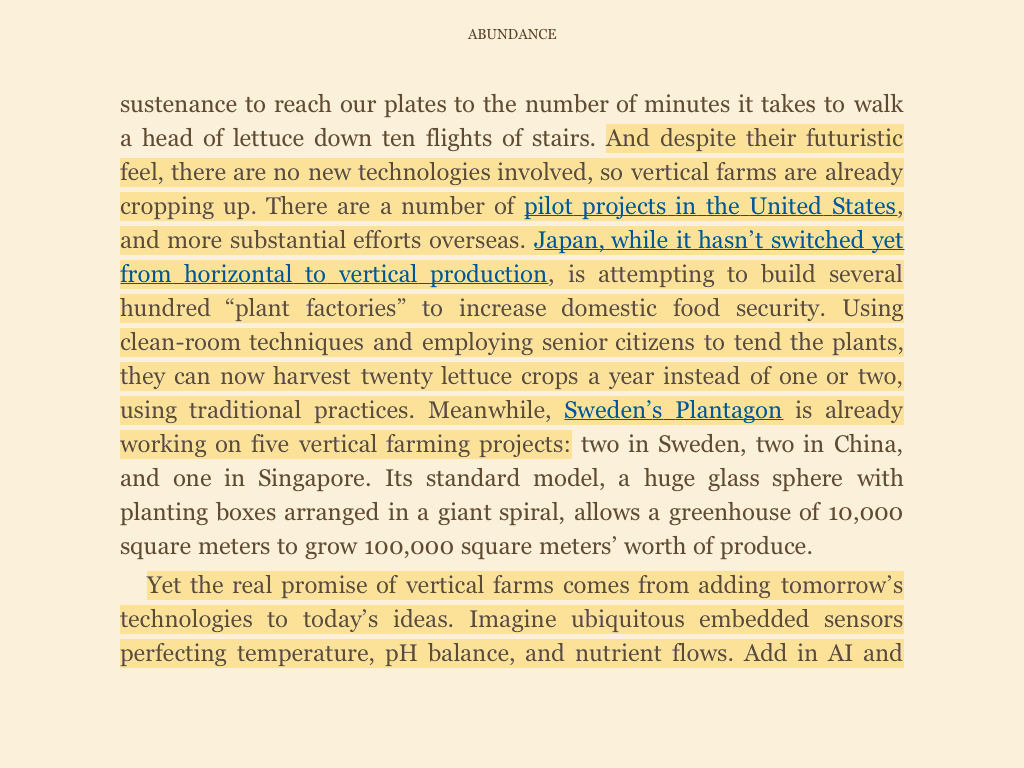 ABUNDANCE
sustenance to reach our plates to the number of minutes it takes to walk
a head of lettuce down ten flights of stairs. And despite their futuristic
feel, there are no new technologies involved, so vertical farms are already
cropping up. There are a number of pilot projects in the United States,
and more substantial efforts overseas. Japan, while it hasn’t switched yet
from horizontal to vertical production, is attempting to build several
hundred “plant factories” to increase domestic food security. Using
clean-room techniques and employing senior citizens to tend the plants,
they can now harvest twenty lettuce crops a year instead of one or two,
using traditional practices. Meanwhile, Sweden’s Plantagon is already
working on five vertical farming projects: two in Sweden, two in China,
and one in Singapore. Its standard model, a huge glass sphere with
planting boxes arranged in a giant spiral, allows a greenhouse of 10,000
square meters to grow 100,000 square meters’ worth of produce.
Yet the real promise of vertical farms comes from adding tomorrow’s
technologies to today’s ideas. Imagine ubiquitous embedded sensors
perfecting temperature, pH balance, and nutrient flows. Add in AI and